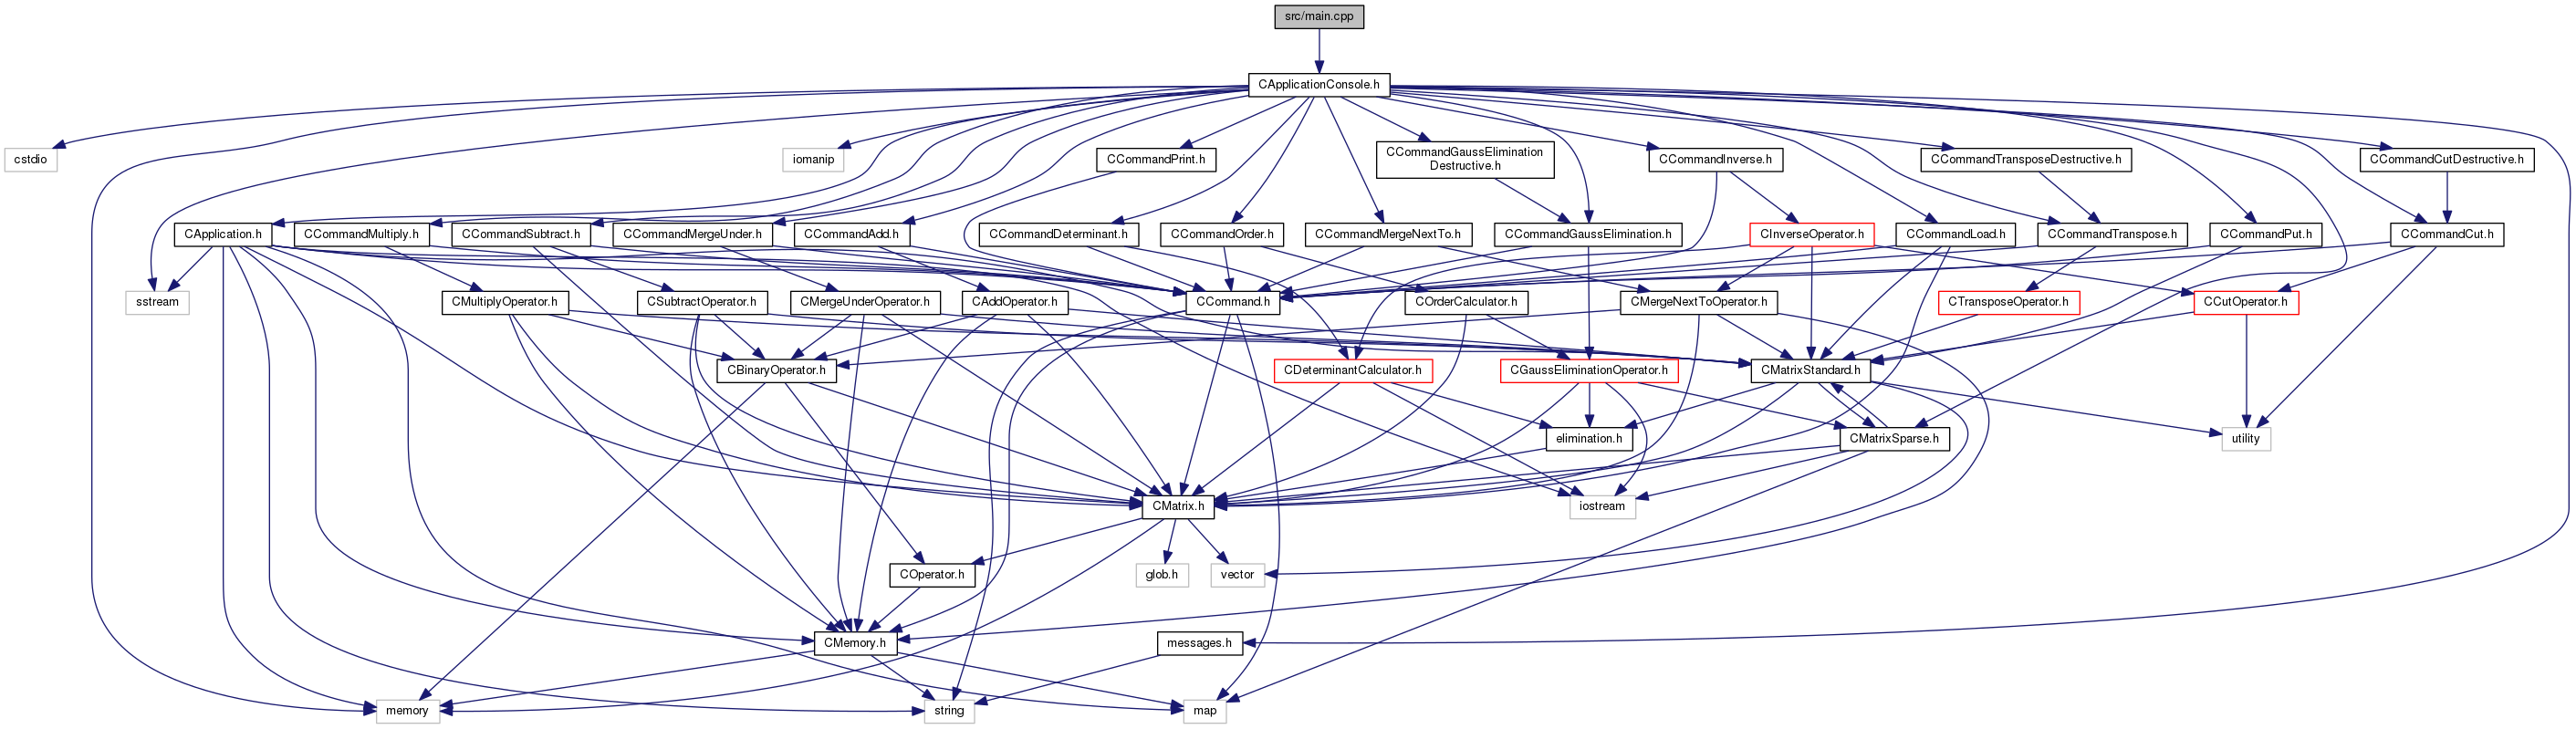 src/main.cpp
CApplicationConsole.h
cstdio
iomanip
CCommandPrint.h
CCommandGaussElimination
Destructive.h
CCommandInverse.h
CCommandTransposeDestructive.h
CCommandCutDestructive.h
CApplication.h
CCommandMultiply.h
CCommandSubtract.h
CCommandMergeUnder.h
CCommandAdd.h
CCommandDeterminant.h
CCommandOrder.h
CCommandMergeNextTo.h
CCommandGaussElimination.h
CInverseOperator.h
CCommandLoad.h
CCommandTranspose.h
CCommandPut.h
CCommandCut.h
sstream
CMultiplyOperator.h
CSubtractOperator.h
CMergeUnderOperator.h
CAddOperator.h
CCommand.h
COrderCalculator.h
CMergeNextToOperator.h
CTransposeOperator.h
CCutOperator.h
CBinaryOperator.h
CDeterminantCalculator.h
CGaussEliminationOperator.h
CMatrixStandard.h
elimination.h
CMatrixSparse.h
utility
CMatrix.h
iostream
COperator.h
glob.h
vector
CMemory.h
messages.h
memory
string
map